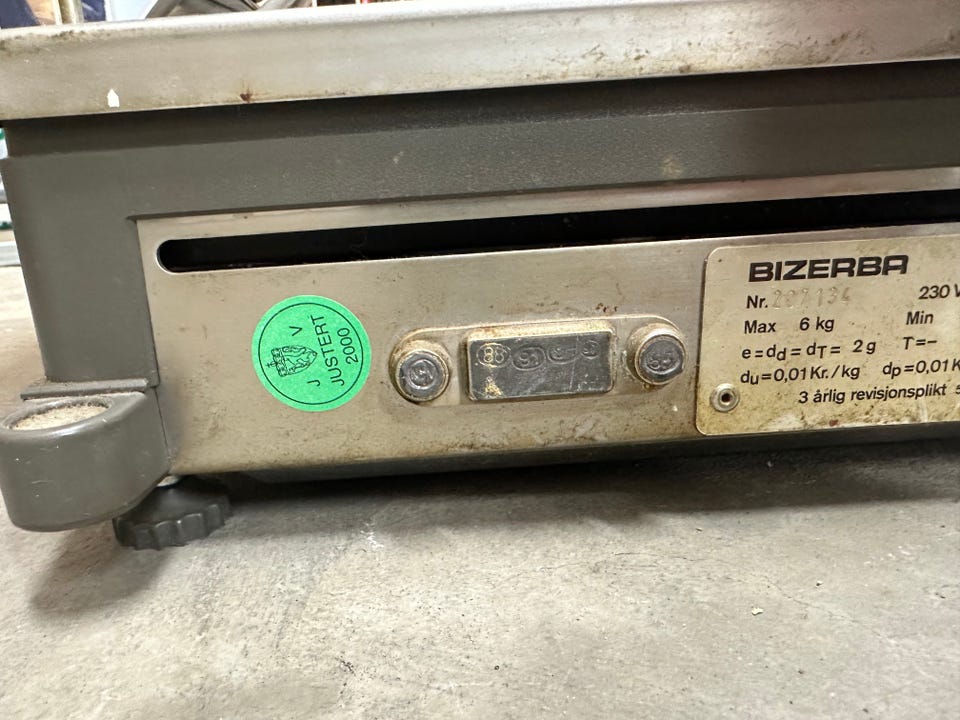 J V
JUSTERT
2000
BIZERBA
Nr. 207134 230 V
Max 6 kg Min
e = dd = dT = 2 g T = –
du = 0,01 Kr./kg dp = 0,01 K
3 årlig revisjonsplikt